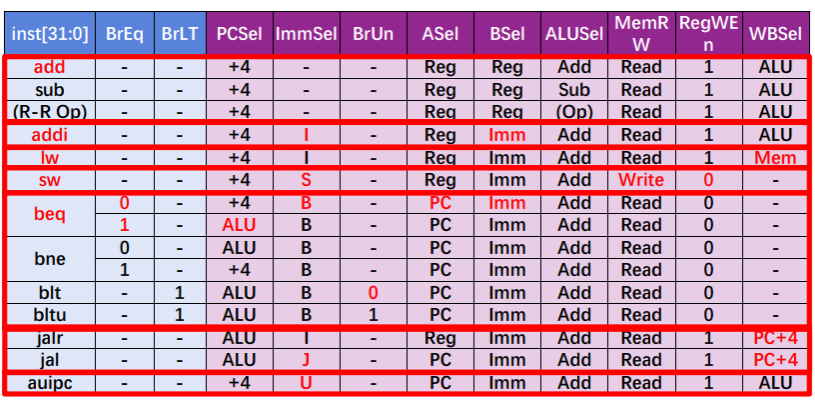 inst[31:0] BrEq BrLT PCSel ImmSel BrUn ASel BSel ALUSel MemRW RegWEn WBSel
add - - +4 - - Reg Reg Add Read 1 ALU
sub - - +4 - - Reg Reg Sub Read 1 ALU
(R-R Op) - - +4 - - Reg Reg (Op) Read 1 ALU
addi - - +4 I - Reg Imm Add Read 1 ALU
lw - - +4 I - Reg Imm Add Read 1 Mem
sw - - +4 S - Reg Imm Add Write 0 -
beq 0 - +4 B - PC Imm Add Read 0 -
1 - ALU B - PC Imm Add Read 0 -
bne 0 - ALU B - PC Imm Add Read 0 -
1 - +4 B - PC Imm Add Read 0 -
blt - 1 ALU B 0 PC Imm Add Read 0 -
bltu - 1 ALU B 1 PC Imm Add Read 0 -
jalr - - ALU I - Reg Imm Add Read 1 PC+4
jal - - ALU J - PC Imm Add Read 1 PC+4
auipc - - +4 U - PC Imm Add Read 1 ALU